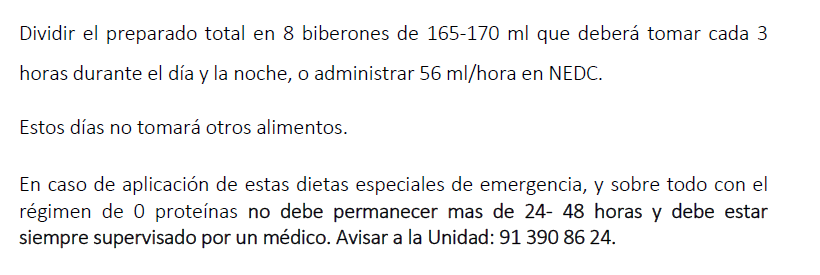 Dividir el preparado total en 8 biberones de 165-170 ml que deberá tomar cada 3
horas durante el día y la noche, o administrar 56 ml/hora en NEDC.
Estos días no tomará otros alimentos.
En caso de aplicación de estas dietas especiales de emergencia, y sobre todo con el
régimen de 0 proteínas no debe permanecer mas de 24- 48 horas y debe estar
siempre supervisado por un médico. Avisar a la Unidad: 91 390 86 24.